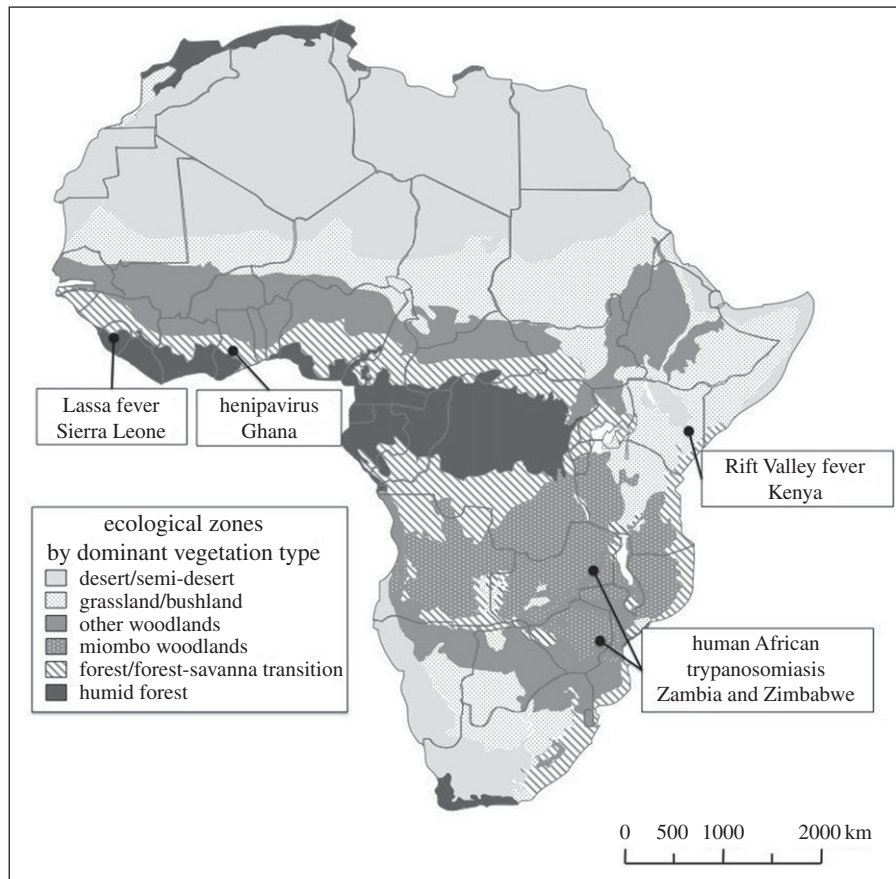 Lassa fever
Sierra Leone
henipavirus
Ghana
Rift Valley fever
Kenya
ecological zones
by dominant vegetation type
desert/semi-desert
grassland/bushland
other woodlands
miombo woodlands
forest/forest-savanna transition
humid forest
human African
trypanosomiasis
Zambia and Zimbabwe
0 500 1000 2000 km